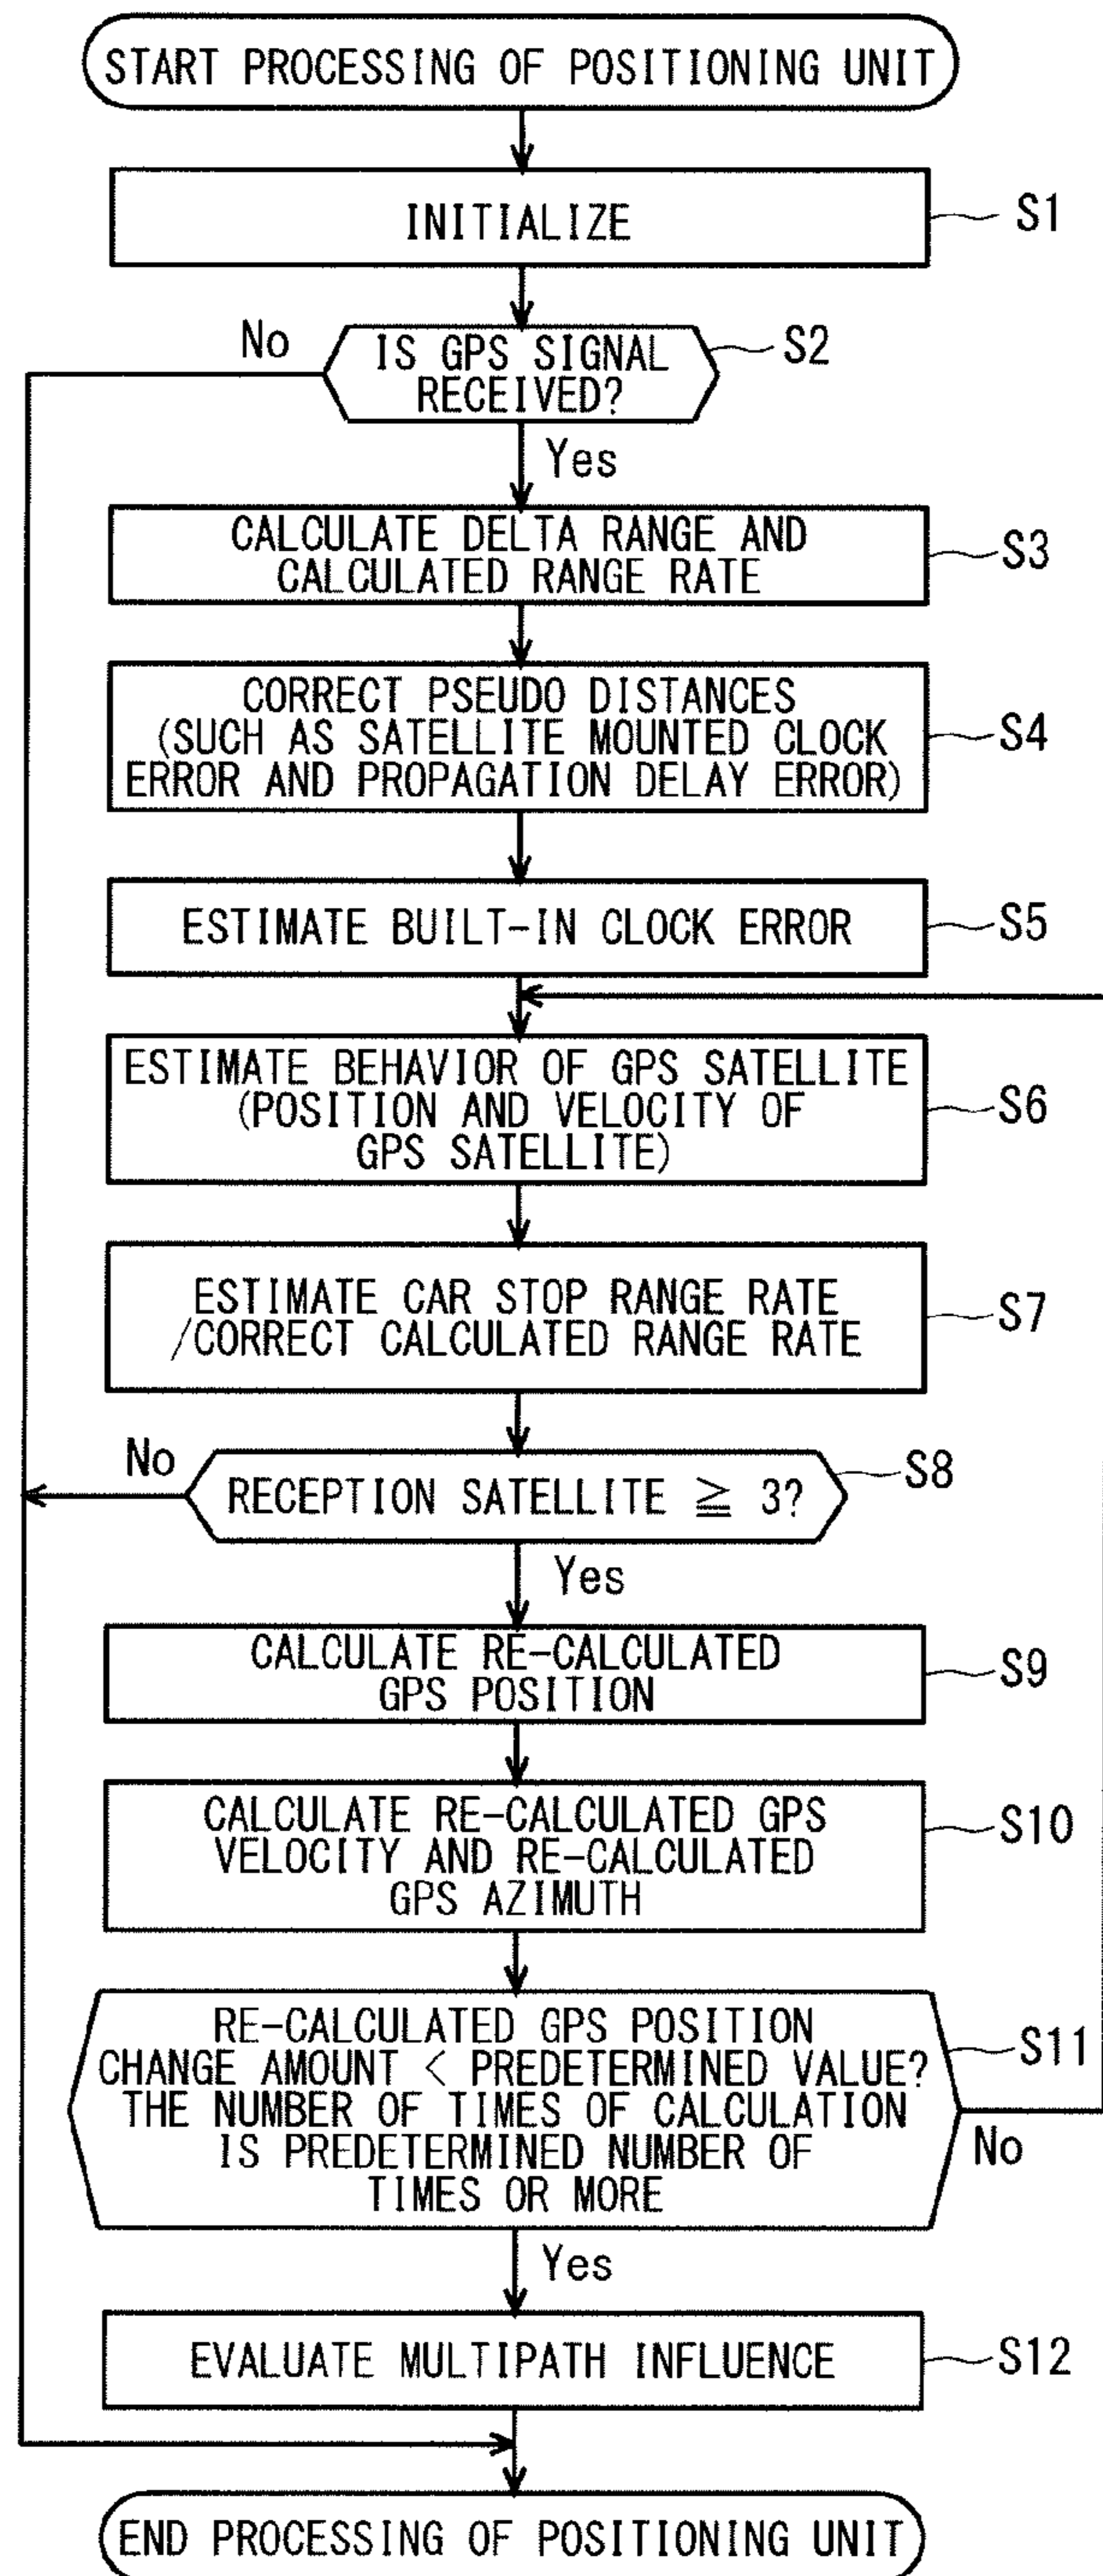 START PROCESSING OF POSITIONING UNIT
INITIALIZE
S1
No
IS GPS SIGNAL
RECEIVED?
S2
Yes
CALCULATE DELTA RANGE AND
CALCULATED RANGE RATE
S3
CORRECT PSEUDO DISTANCES
(SUCH AS SATELLITE MOUNTED CLOCK
ERROR AND PROPAGATION DELAY ERROR)
S4
ESTIMATE BUILT-IN CLOCK ERROR
S5
ESTIMATE BEHAVIOR OF GPS SATELLITE
(POSITION AND VELOCITY OF
GPS SATELLITE)
S6
ESTIMATE CAR STOP RANGE RATE
/CORRECT CALCULATED RANGE RATE
S7
No
RECEPTION SATELLITE ≧ 3?
S8
Yes
CALCULATE RE-CALCULATED
GPS POSITION
S9
CALCULATE RE-CALCULATED GPS
VELOCITY AND RE-CALCULATED
GPS AZIMUTH
S10
RE-CALCULATED GPS POSITION
CHANGE AMOUNT < PREDETERMINED VALUE?
THE NUMBER OF TIMES OF CALCULATION
IS PREDETERMINED NUMBER OF
TIMES OR MORE
S11
No
Yes
EVALUATE MULTIPATH INFLUENCE
S12
END PROCESSING OF POSITIONING UNIT